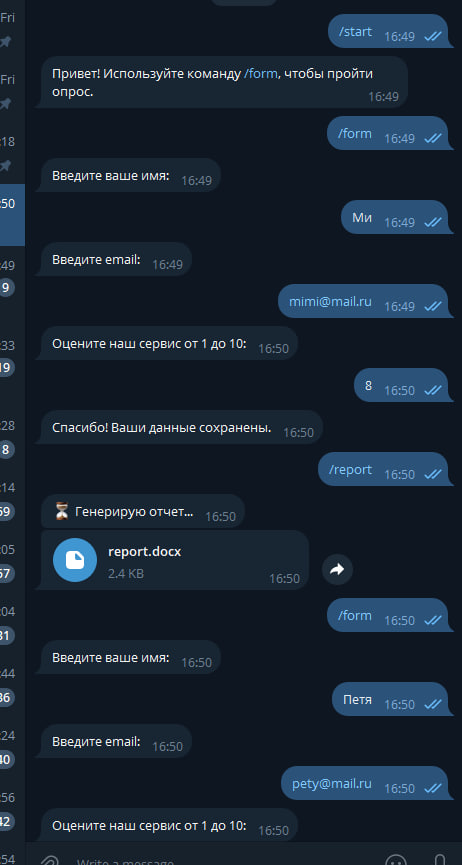 Fri
/start 16:49
Привет! Используйте команду /form, чтобы пройти
опрос.
16:49
Fri
/form 16:49
:18
Введите ваше имя: 16:49
:50
Ми 16:49
:49
Введите email: 16:49
9
mimi@mail.ru 16:49
:33
Оцените наш сервис от 1 до 10: 16:50
19
8 16:50
:28
Спасибо! Ваши данные сохранены. 16:50
8
/report 16:50
:14
⏳ Генерирую отчет... 16:50
69
:05
report.docx
2.4 KB
16:50
57
:04
/form 16:50
31
Введите ваше имя: 16:50
:44
Петя 16:50
36
:24
Введите email: 16:50
40
pety@mail.ru 16:50
:56
Оцените наш сервис от 1 до 10: 16:50
42
:54
Write a message...